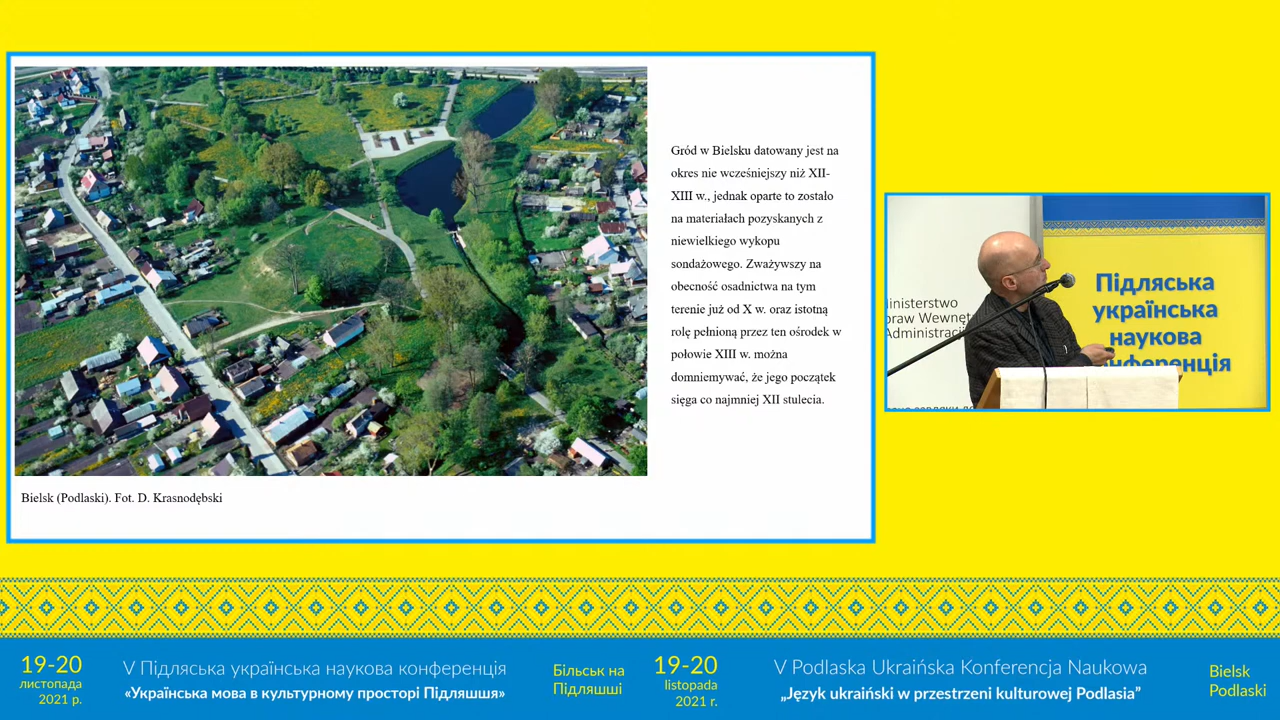 Gród w Bielsku datowany jest na
okres nie wcześniejszy niż XII-
XIII w., jednak oparte to zostało
na materiałach pozyskanych z
niewielkiego wykopu
sondażowego. Zważywszy na
obecność osadnictwa na tym
terenie już od X w. oraz istotną
rolę pełnioną przez ten ośrodek w
połowie XIII w. można
domniemywać, że jego początek
sięga co najmniej XII stulecia.
Bielsk (Podlaski). Fot. D. Krasnodębski
Підляська
українська
наукова
19-20
листопада
2021 р.
V Підляська українська наукова конференція
«Українська мова в культурному просторі Підляшшя»
Більськ на
Підляшші
19-20
listopada
2021 r.
V Podlaska Ukraińska Konferencja Naukowa
„Język ukraiński w przestrzeni kulturowej Podlasia”
Bielsk
Podlaski